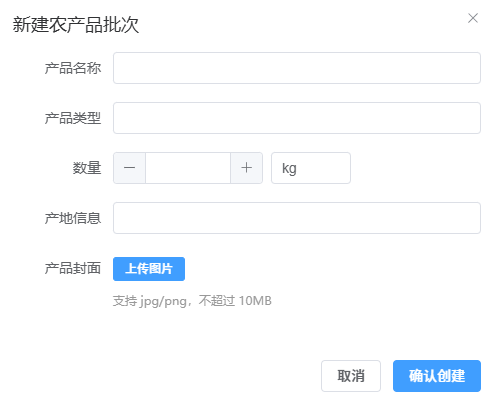 新建农产品批次
产品名称
产品类型
数量 kg
产地信息
产品封面 上传图片
支持 jpg/png，不超过 10MB
取消 确认创建